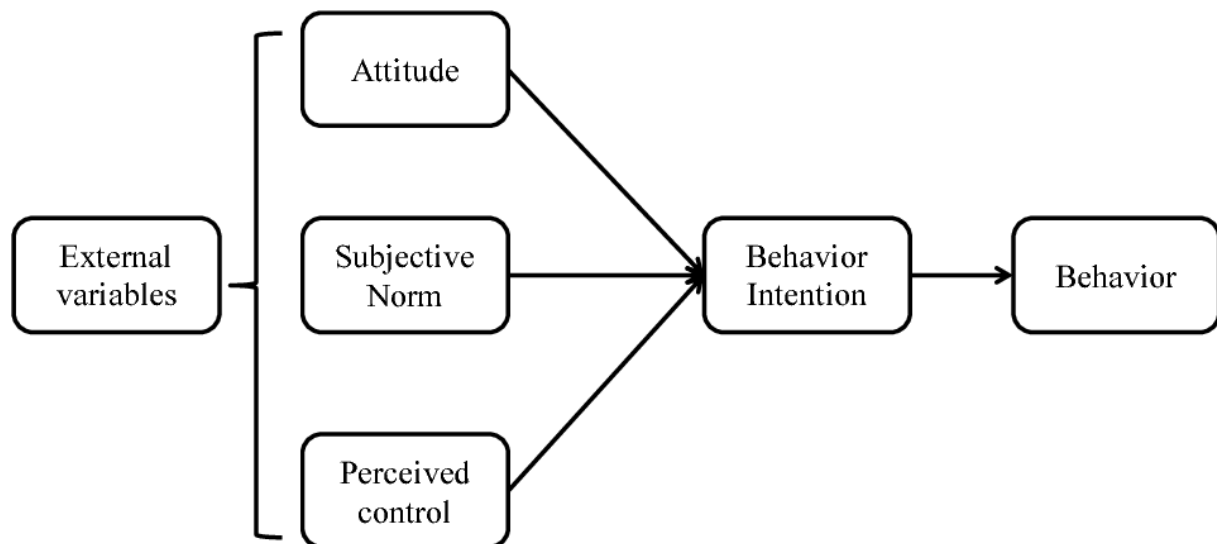 Attitude
External
variables
Subjective
Norm
Behavior
Intention
Behavior
Perceived
control